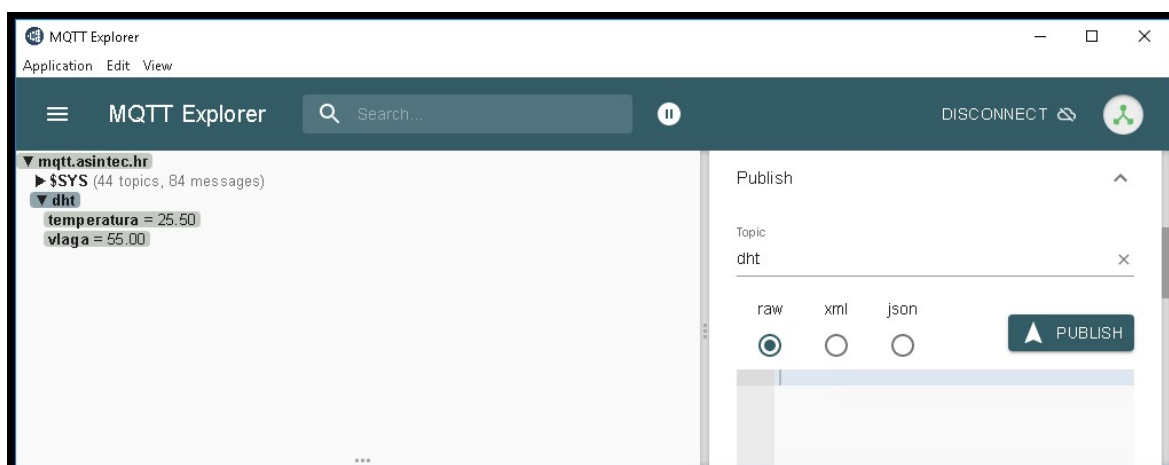 MQTT Explorer
Application Edit View
MQTT Explorer
Search...
DISCONNECT
▼ mqtt.asintec.hr
▶ $SYS (44 topics, 84 messages)
▼ dht
temperatura = 25.50
vlaga = 55.00
Publish
Topic
dht
raw xml json
PUBLISH